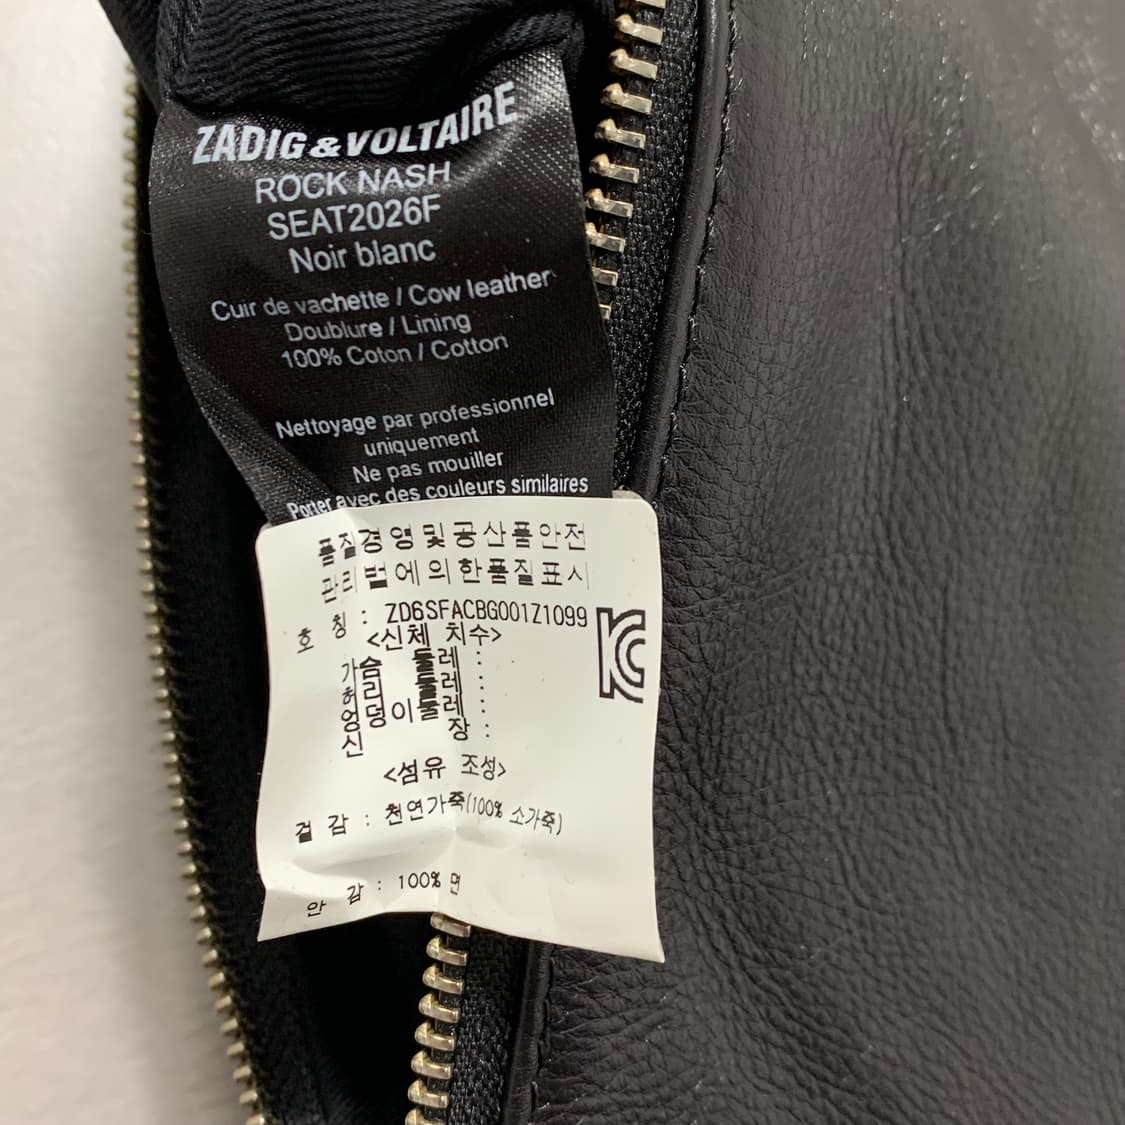 ZADIG&VOLTAIRE
ROCK NASH
SEAT2026F
Noir blanc
Cuir de vachette / Cow leather
Doublure / Lining
100% Coton / Cotton
Nettoyage par professionnel
uniquement
Ne pas mouiller
Porter avec des couleurs similaires
품질경영및공산품안전
관리법에의한품질표시
호 칭 : ZD6SFACBG001Z1099
<신체 치수>
가슴 둘레 :
허리 둘레 :
엉덩이둘레 :
신 장 :
KC
<섬유 조성>
겉 감 : 천연가죽(100% 소가죽)
안 감 : 100% 면